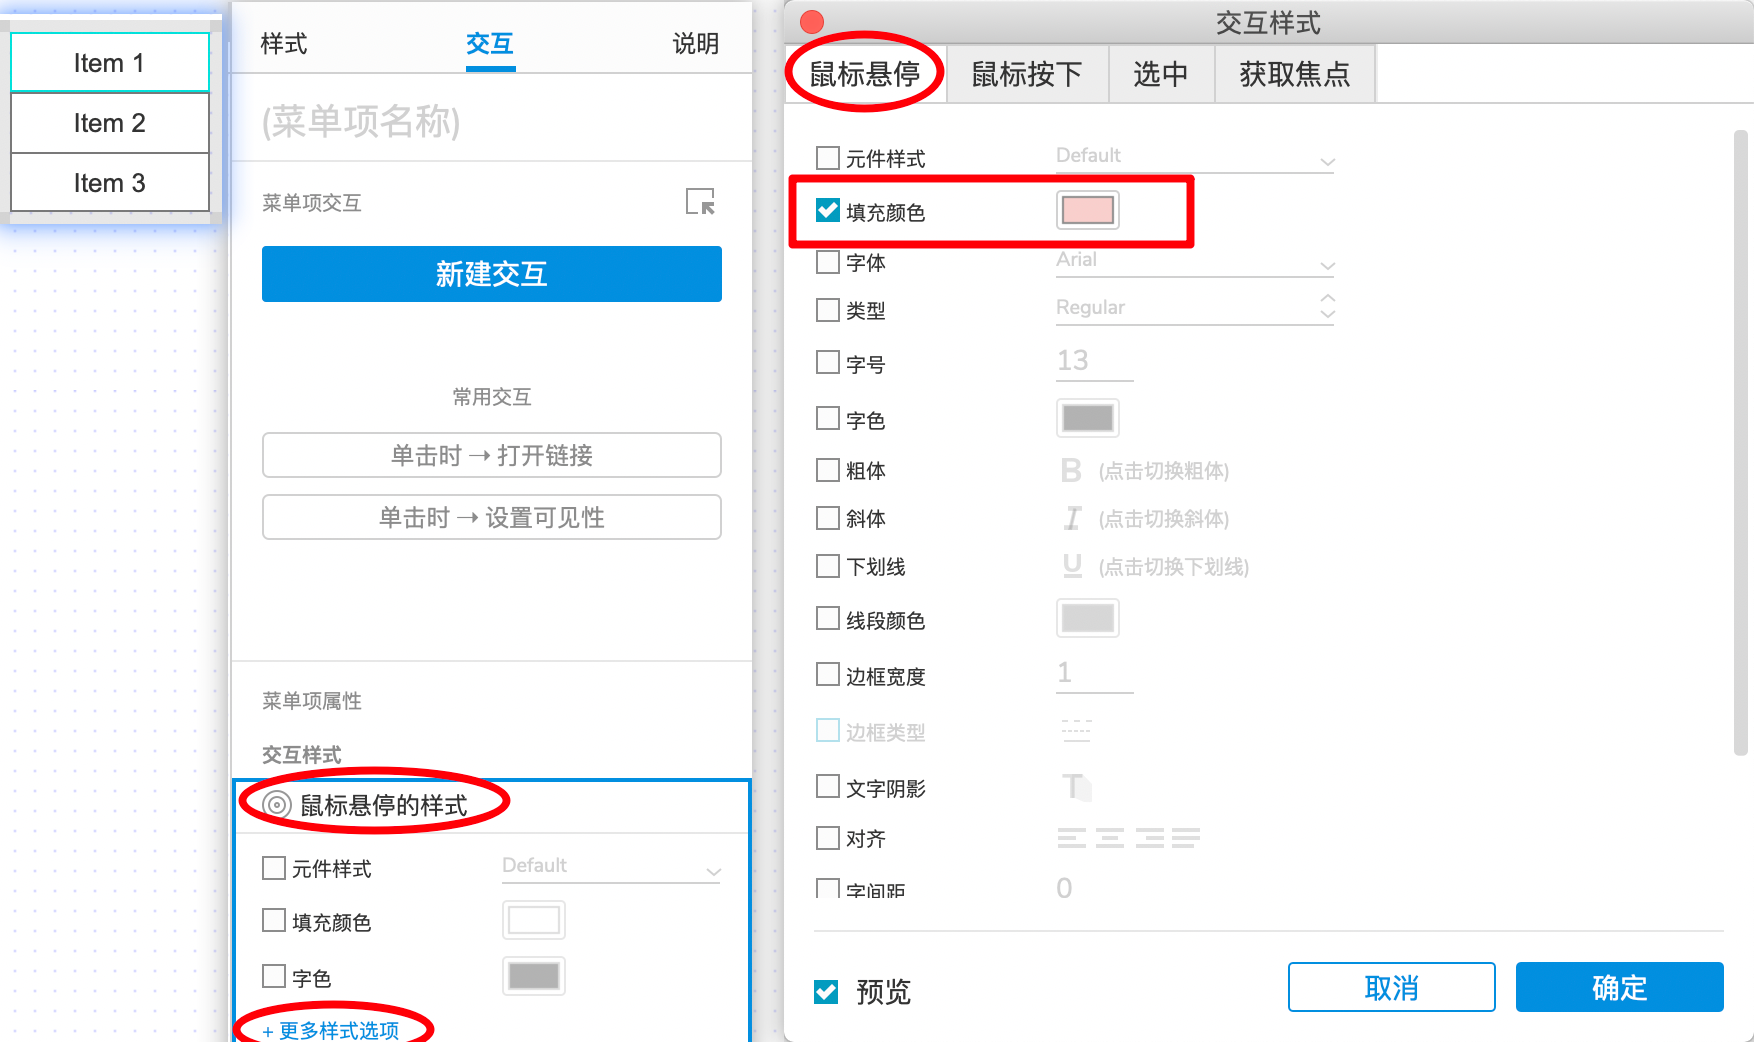 Item 1
Item 2
Item 3
样式
交互
说明
(菜单项名称)
菜单项交互
新建交互
常用交互
单击时 → 打开链接
单击时 → 设置可见性
菜单项属性
交互样式
鼠标悬停的样式
元件样式
Default
填充颜色
字色
+ 更多样式选项
交互样式
鼠标悬停
鼠标按下
选中
获取焦点
元件样式
Default
填充颜色
字体
Arial
类型
Regular
字号
13
字色
粗体
B (点击切换粗体)
斜体
I (点击切换斜体)
下划线
U (点击切换下划线)
线段颜色
边框宽度
1
边框类型
文字阴影
T
对齐
字间距
0
预览
取消
确定